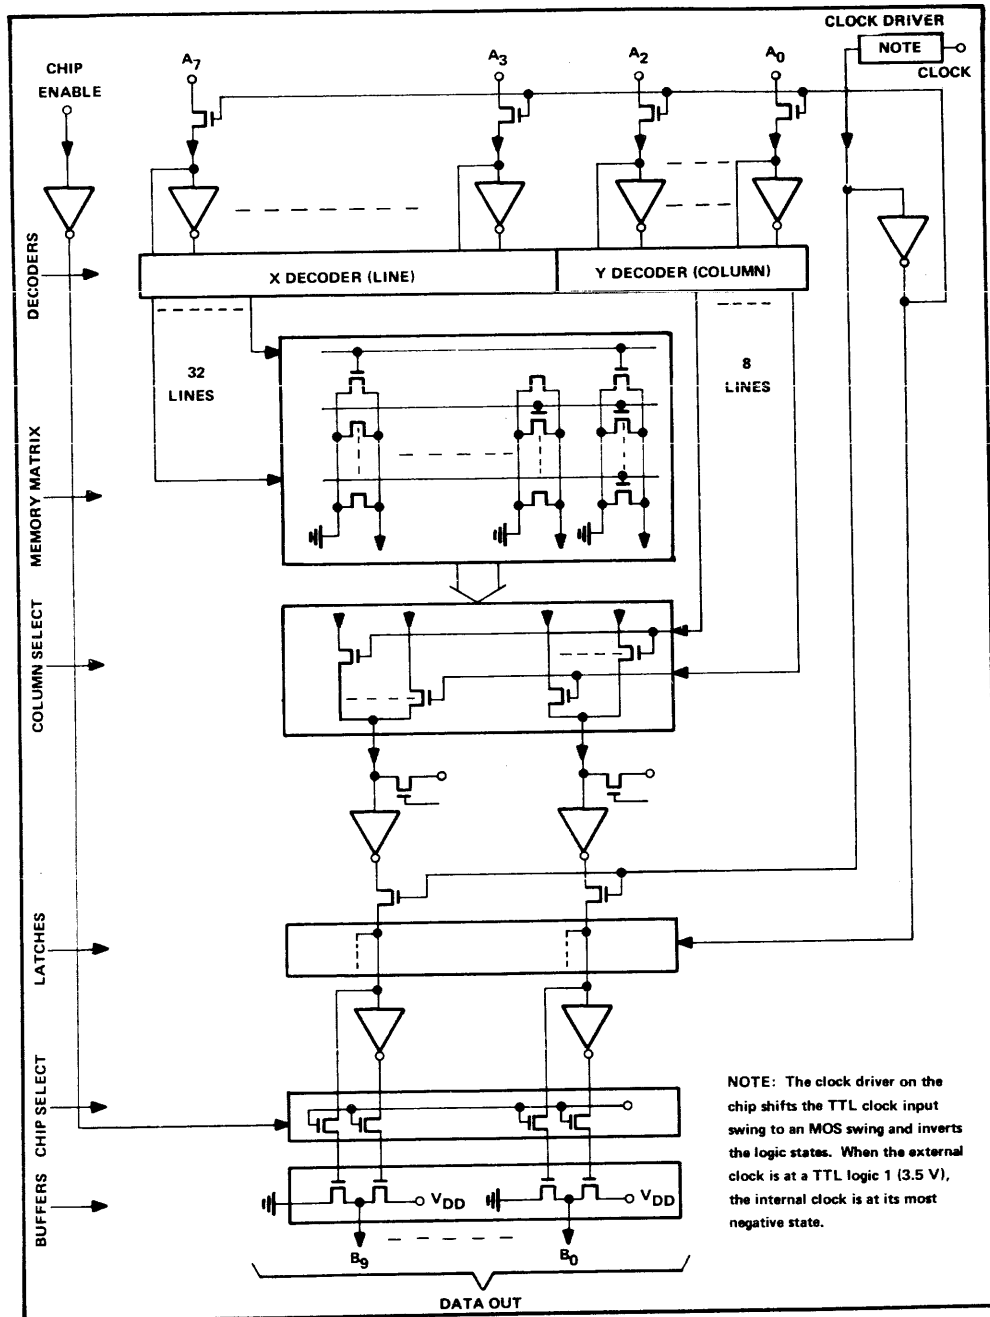 CLOCK DRIVER
NOTE
CLOCK
CHIP
ENABLE
A7
A3
A2
A0
DECODERS
X DECODER (LINE)
Y DECODER (COLUMN)
32
LINES
8
LINES
MEMORY MATRIX
COLUMN SELECT
LATCHES
CHIP SELECT
BUFFERS
VDD
VDD
B9
B0
DATA OUT
NOTE: The clock driver on the
chip shifts the TTL clock input
swing to an MOS swing and inverts
the logic states. When the external
clock is at a TTL logic 1 (3.5 V),
the internal clock is at its most
negative state.